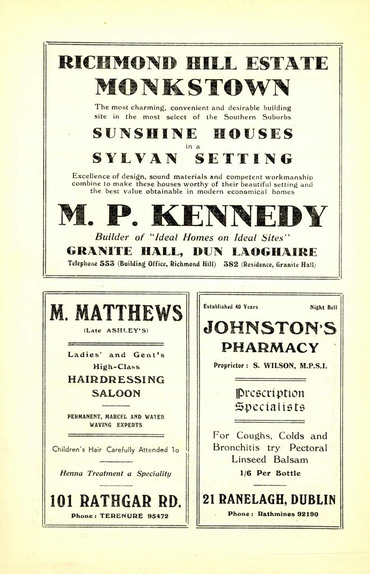 RICHMOND HILL ESTATE
MONKSTOWN
The most charming, convenient and desirable building
site in the most select of the Southern Suburbs
SUNSHINE HOUSES
in a
SYLVAN SETTING
Excellence of design, sound materials and competent workmanship
combine to make these houses worthy of their beautiful setting and
the best value obtainable in modern economical homes
M. P. KENNEDY
Builder of "Ideal Homes on Ideal Sites"
GRANITE HALL, DUN LAOGHAIRE
Telephone 553 (Building Office, Richmond Hill) 382 (Residence, Granite Hall)
M. MATTHEWS
(Late ASHLEY'S)
Ladies' and Gent's
High-Class
HAIRDRESSING
SALOON
PERMANENT, MARCEL AND WATER
WAVING EXPERTS
Children's Hair Carefully Attended To
Henna Treatment a Speciality
101 RATHGAR RD.
Phone: TERENURE 95472
Established 40 Years Night Bell
JOHNSTON'S
PHARMACY
Proprietor: S. WILSON, M.P.S.I.
Prescription
Specialists
For Coughs, Colds and
Bronchitis try Pectoral
Linseed Balsam
1/6 Per Bottle
21 RANELAGH, DUBLIN
Phone: Rathmines 92190